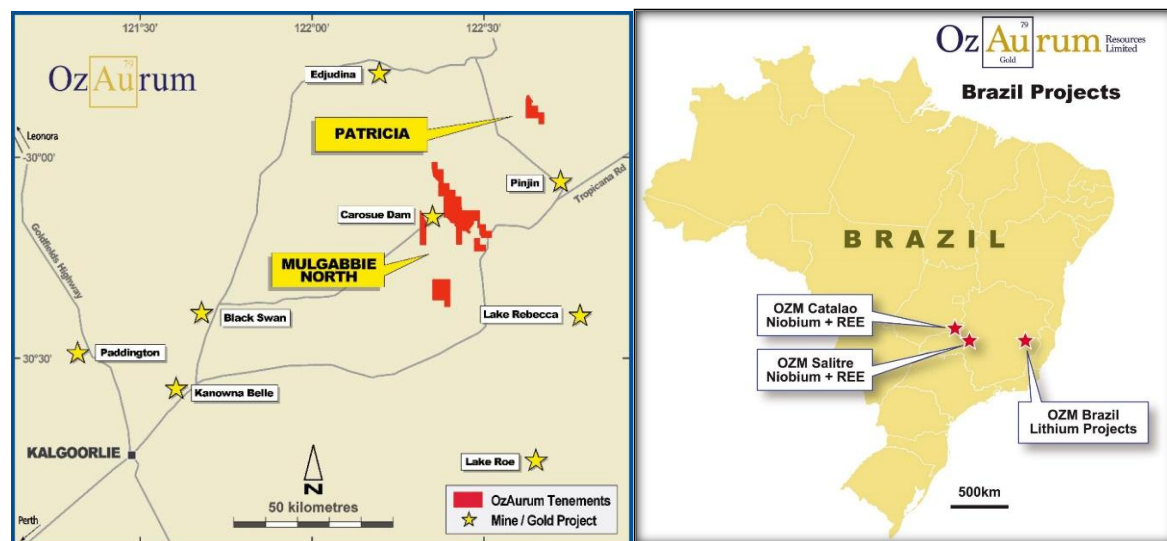 121°30'
122°00'
122°30'
79
OzAurum
Edjudina
PATRICIA
Leonora
-30°00'
Pinjin
Tropicana Rd
Carosue Dam
Goldfields Highway
MULGABBIE
NORTH
Black Swan
Lake Rebecca
Paddington
30°30'
Kanowna Belle
KALGOORLIE
Lake Roe
N
50 kilometres
OzAurum Tenements
Mine / Gold Project
Perth
79
OzAurum
Gold
Resources
Limited
Brazil Projects
BRAZIL
OZM Catalao
Niobium + REE
OZM Salitre
Niobium + REE
OZM Brazil
Lithium Projects
500km